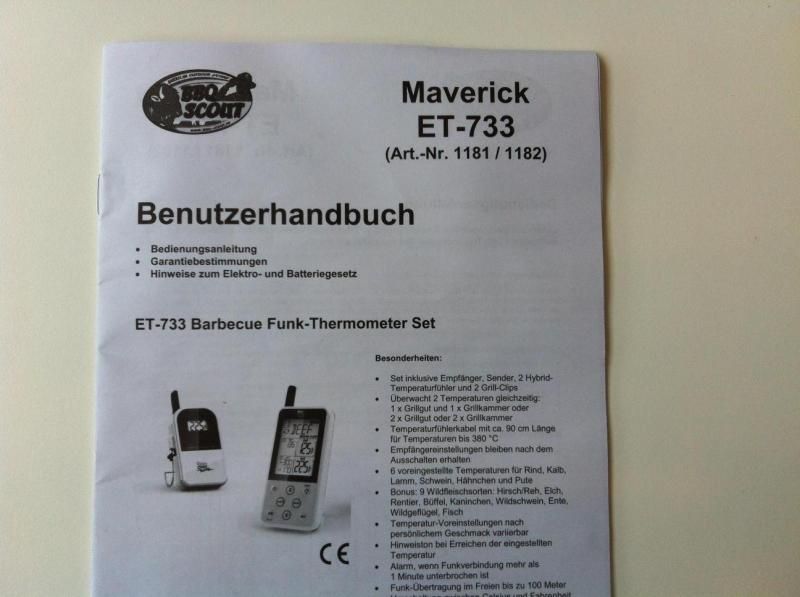 BBQ
SCOUT
Maverick
ET-733
(Art.-Nr. 1181 / 1182)
Benutzerhandbuch
• Bedienungsanleitung
• Garantiebestimmungen
• Hinweise zum Elektro- und Batteriegesetz
ET-733 Barbecue Funk-Thermometer Set
Besonderheiten:
• Set inklusive Empfänger, Sender, 2 Hybrid-
Temperaturfühler und 2 Grill-Clips
• Überwacht 2 Temperaturen gleichzeitig:
1 x Grillgut und 1 x Grillkammer oder
2 x Grillgut oder 2 x Grillkammer
• Temperaturfühlerkabel mit ca. 90 cm Länge
für Temperaturen bis 380 °C
• Empfängereinstellungen bleiben nach dem
Ausschalten erhalten
• 6 voreingestellte Temperaturen für Rind, Kalb,
Lamm, Schwein, Hähnchen und Pute
• Bonus: 9 Wildfleischsorten: Hirsch/Reh, Elch,
Rentier, Büffel, Kaninchen, Wildschwein, Ente,
Wildgeflügel, Fisch
• Temperatur-Voreinstellungen nach
persönlichem Geschmack variierbar
• Hinweiston bei Erreichen der eingestellten
Temperatur
• Alarm, wenn Funkverbindung mehr als
1 Minute unterbrochen ist
• Funk-Übertragung im Freien bis zu 100 Meter
Umschaltung zwischen Celsius und Fahrenheit
CE